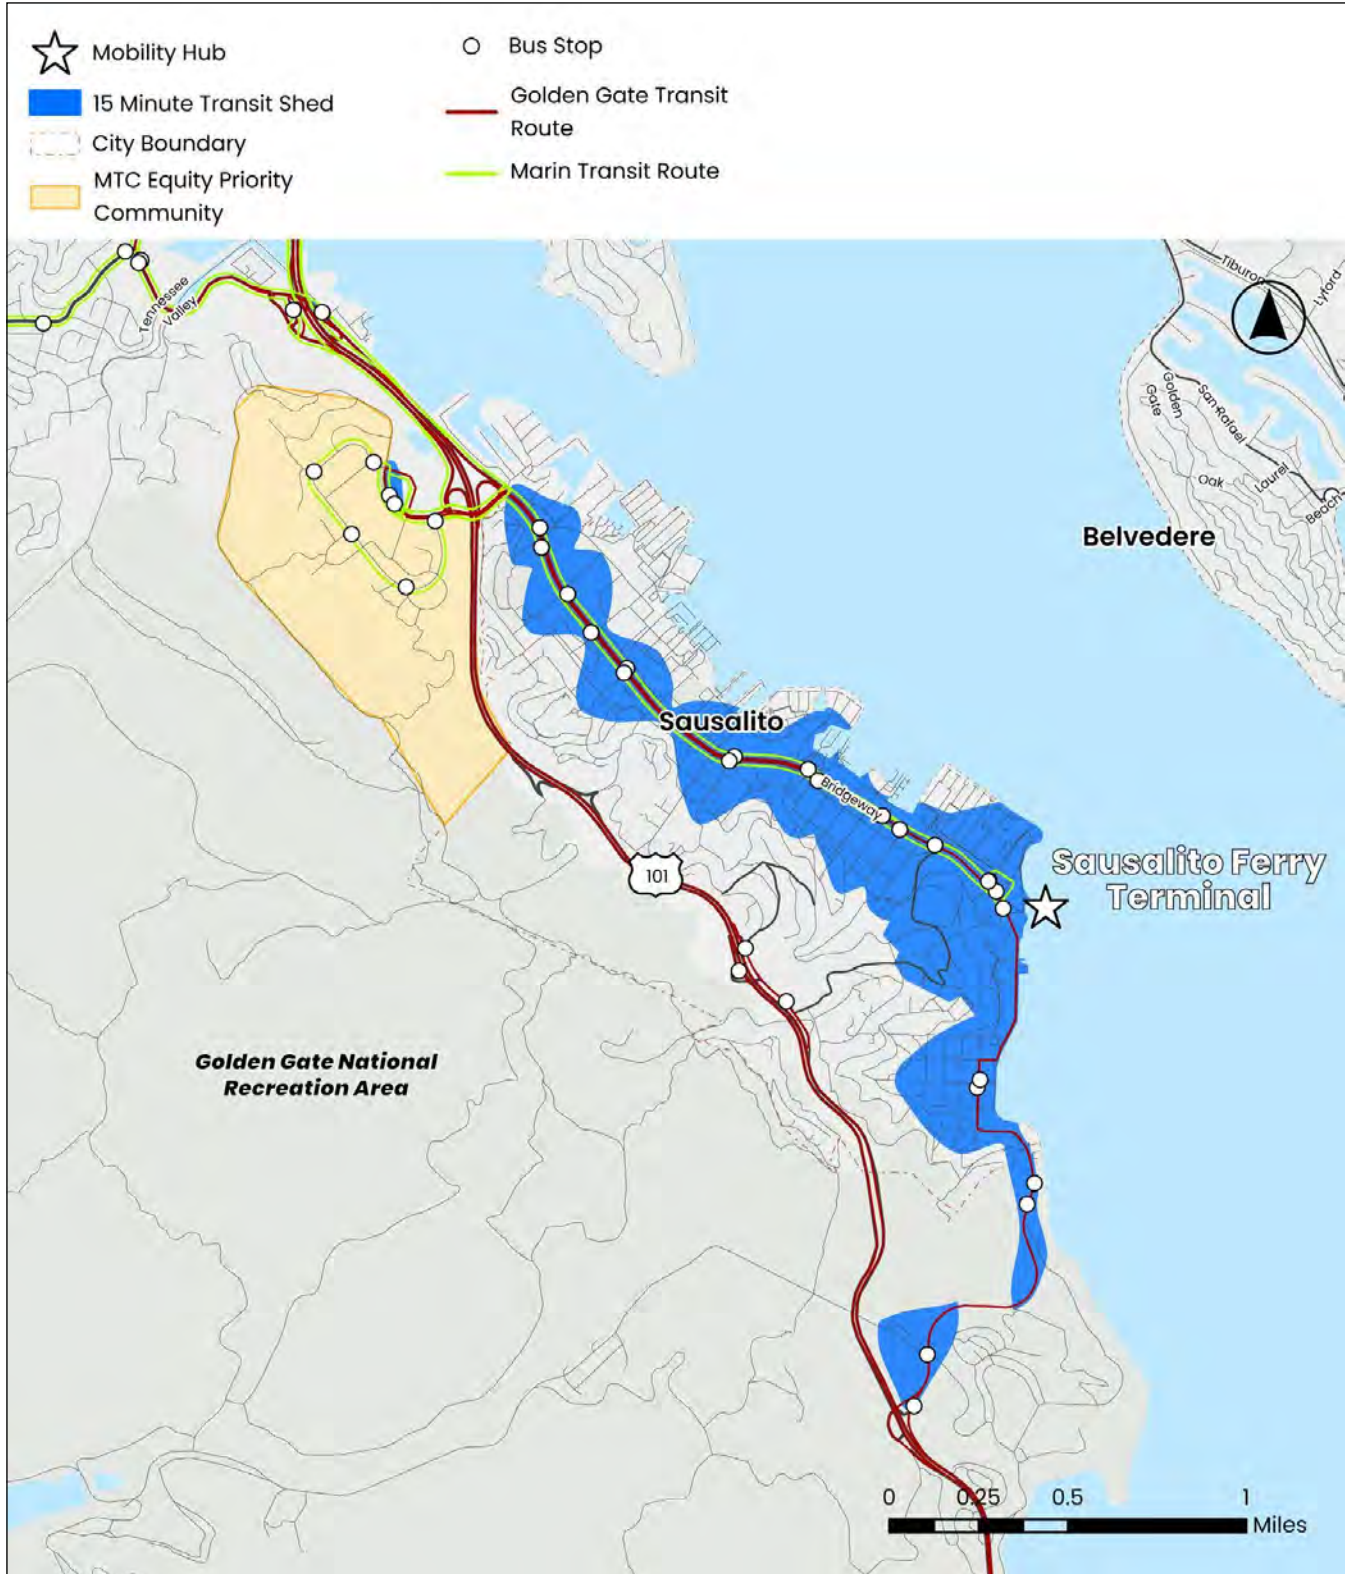 Mobility Hub
15 Minute Transit Shed
City Boundary
MTC Equity Priority
Community
Bus Stop
Golden Gate Transit
Route
Marin Transit Route
Tennessee
Valley
Tiburon
Lyford
Golden
Gate
San Rafael
Laurel
Oak
Beach
Belvedere
Sausalito
Bridgeway
Sausalito Ferry
Terminal
101
Golden Gate National
Recreation Area
0 0.25 0.5 1
Miles